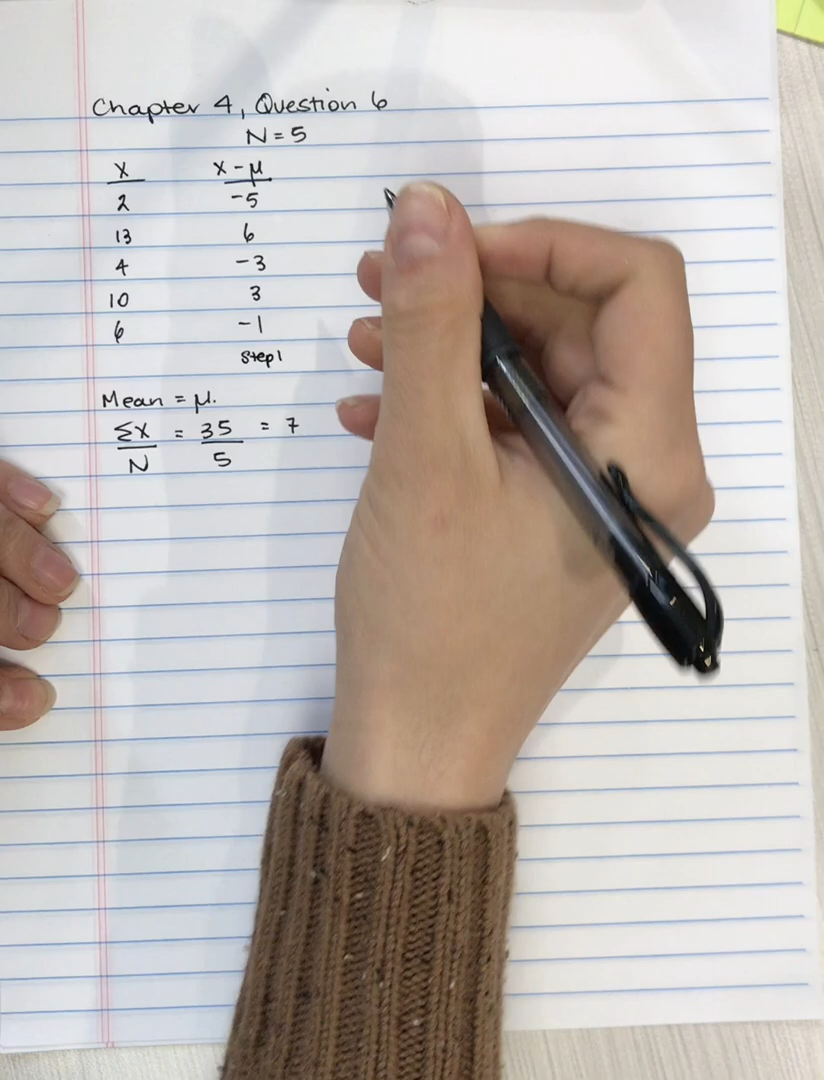 Chapter 4, Question 6
N = 5
X X - μ
2 -5
13 6
4 -3
10 3
6 -1
Step 1
Mean = μ.
ΣX = 35 = 7
N 5